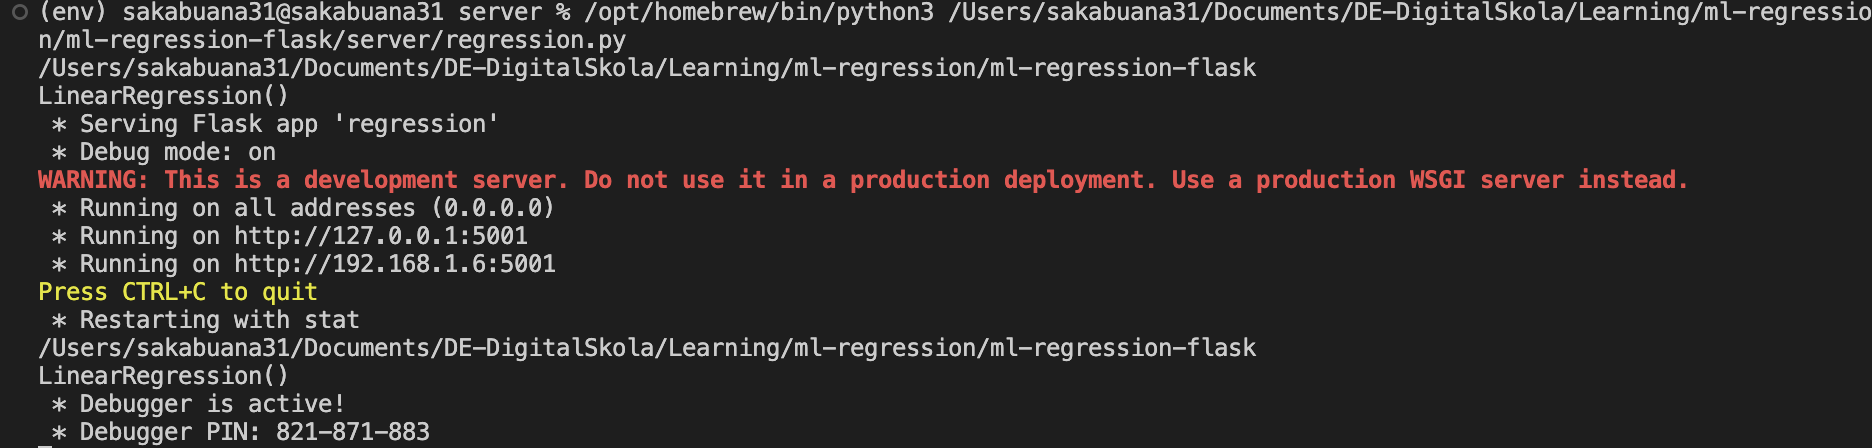 (env) sakabuana31@sakabuana31 server % /opt/homebrew/bin/python3 /Users/sakabuana31/Documents/DE-DigitalSkola/Learning/ml-regressio
n/ml-regression-flask/server/regression.py
/Users/sakabuana31/Documents/DE-DigitalSkola/Learning/ml-regression/ml-regression-flask
LinearRegression()
* Serving Flask app 'regression'
* Debug mode: on
WARNING: This is a development server. Do not use it in a production deployment. Use a production WSGI server instead.
* Running on all addresses (0.0.0.0)
* Running on http://127.0.0.1:5001
* Running on http://192.168.1.6:5001
Press CTRL+C to quit
* Restarting with stat
/Users/sakabuana31/Documents/DE-DigitalSkola/Learning/ml-regression/ml-regression-flask
LinearRegression()
* Debugger is active!
* Debugger PIN: 821-871-883